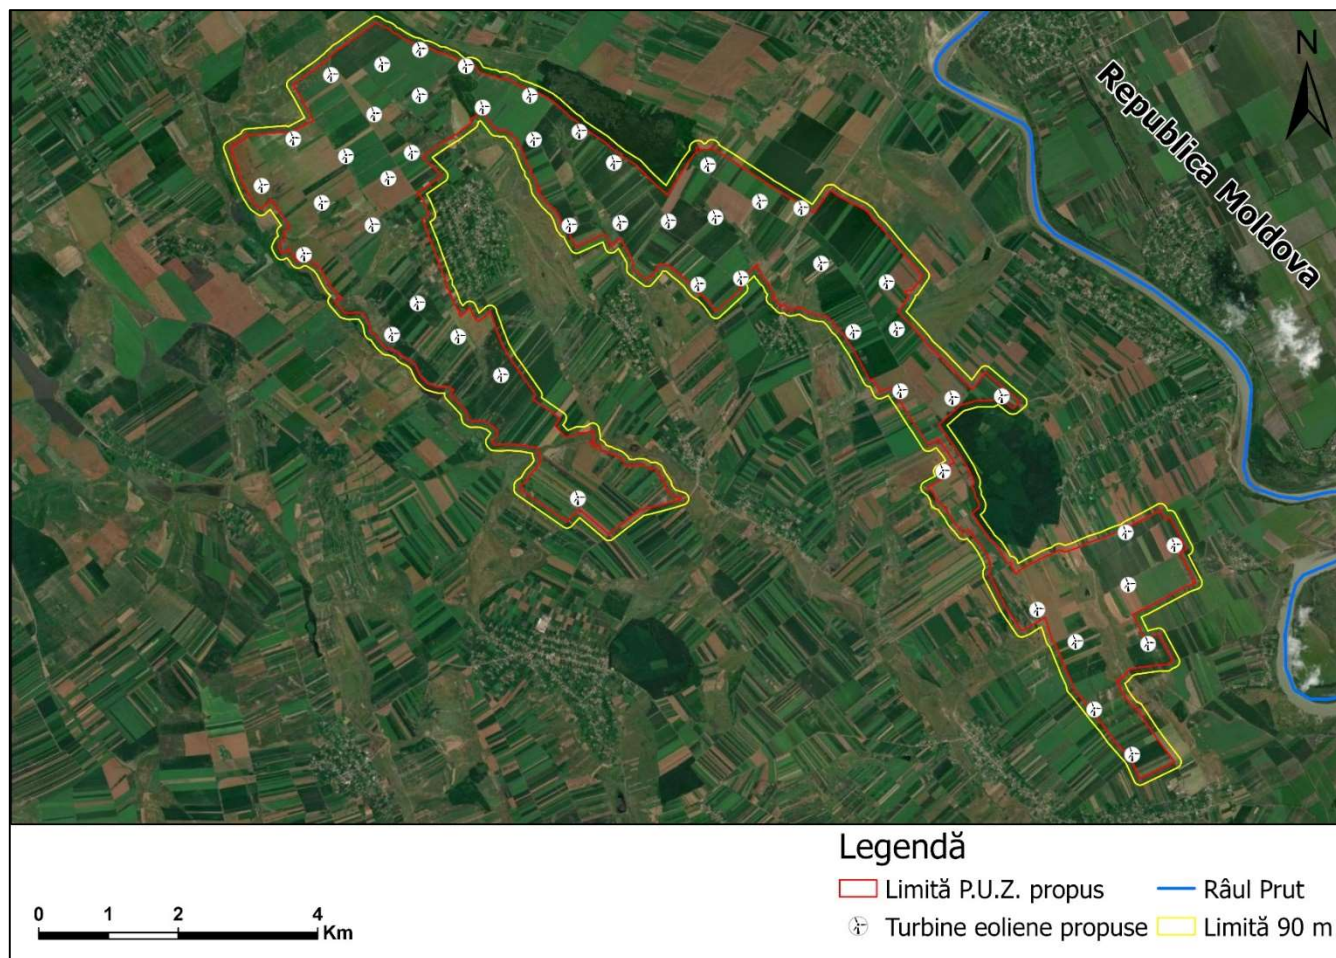 N
Republica Moldova
Legendă
Limită P.U.Z. propus
Râul Prut
Turbine eoliene propuse
Limită 90 m
0 1 2 4
Km